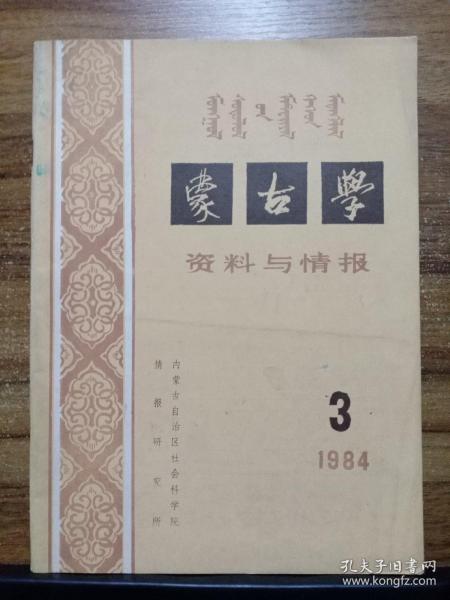 蒙古學
资料与情报
内蒙古自治区社会科学院
情报研究所
3
1984
孔夫子旧书网
www.kongfz.com